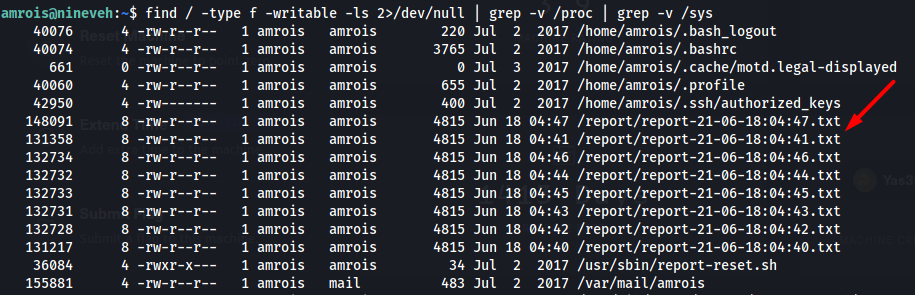 amrois@nineveh:~$ find / -type f -writable -ls 2>/dev/null | grep -v /proc | grep -v /sys
40076 4 -rw-r--r-- 1 amrois amrois 220 Jul 2 2017 /home/amrois/.bash_logout
40074 4 -rw-r--r-- 1 amrois amrois 3765 Jul 2 2017 /home/amrois/.bashrc
661 0 -rw-r--r-- 1 amrois amrois 0 Jul 3 2017 /home/amrois/.cache/motd.legal-displayed
40060 4 -rw-r--r-- 1 amrois amrois 655 Jul 2 2017 /home/amrois/.profile
42950 4 -rw------- 1 amrois amrois 400 Jul 2 2017 /home/amrois/.ssh/authorized_keys
148091 8 -rw-r--r-- 1 amrois amrois 4815 Jun 18 04:47 /report/report-21-06-18:04:47.txt
131358 8 -rw-r--r-- 1 amrois amrois 4815 Jun 18 04:41 /report/report-21-06-18:04:41.txt
132734 8 -rw-r--r-- 1 amrois amrois 4815 Jun 18 04:46 /report/report-21-06-18:04:46.txt
132732 8 -rw-r--r-- 1 amrois amrois 4815 Jun 18 04:44 /report/report-21-06-18:04:44.txt
132733 8 -rw-r--r-- 1 amrois amrois 4815 Jun 18 04:45 /report/report-21-06-18:04:45.txt
132731 8 -rw-r--r-- 1 amrois amrois 4815 Jun 18 04:43 /report/report-21-06-18:04:43.txt
132728 8 -rw-r--r-- 1 amrois amrois 4815 Jun 18 04:42 /report/report-21-06-18:04:42.txt
131217 8 -rw-r--r-- 1 amrois amrois 4815 Jun 18 04:40 /report/report-21-06-18:04:40.txt
36084 4 -rwxr-x--- 1 amrois amrois 34 Jul 2 2017 /usr/sbin/report-reset.sh
155881 4 -rw-r--r-- 1 amrois mail 483 Jul 2 2017 /var/mail/amrois